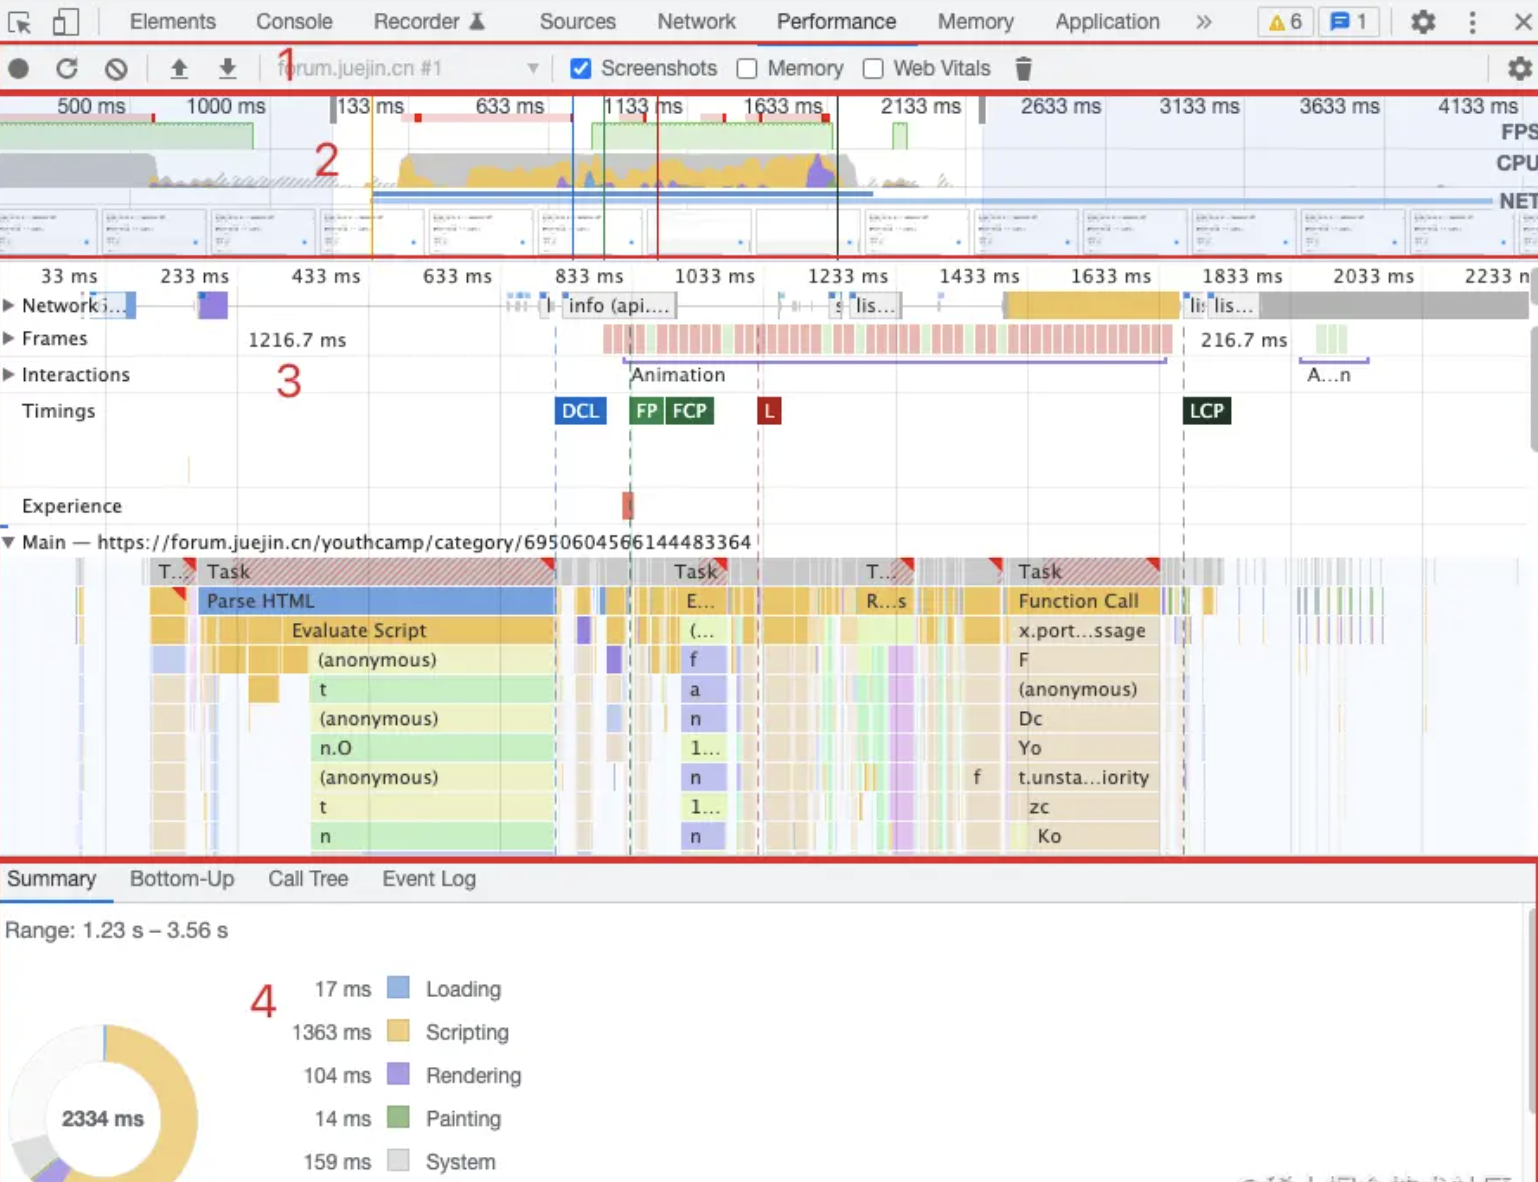 Elements Console Recorder Sources Network Performance Memory Application » 6 1
1 forum.juejin.cn #1 Screenshots Memory Web Vitals
500 ms 1000 ms 133 ms 633 ms 1133 ms 1633 ms 2133 ms 2633 ms 3133 ms 3633 ms 4133 ms
FPS
2 CPU
NET
33 ms 233 ms 433 ms 633 ms 833 ms 1033 ms 1233 ms 1433 ms 1633 ms 1833 ms 2033 ms 2233 n
Network info (api.... lis... lis...
Frames 1216.7 ms 216.7 ms
3
Interactions Animation A...n
Timings DCL FP FCP L LCP
Experience
Main — https://forum.juejin.cn/youthcamp/category/6950604566144483364
T... Task Task T... Task
Parse HTML E... R...s Function Call
Evaluate Script (... x.port...ssage
(anonymous) f F
t a (anonymous)
(anonymous) n Dc
n.O 1... Yo
(anonymous) n f t.unsta...iority
t 1... zc
n n Ko
Summary Bottom-Up Call Tree Event Log
Range: 1.23 s – 3.56 s
4
17 ms Loading
1363 ms Scripting
104 ms Rendering
2334 ms
14 ms Painting
159 ms System